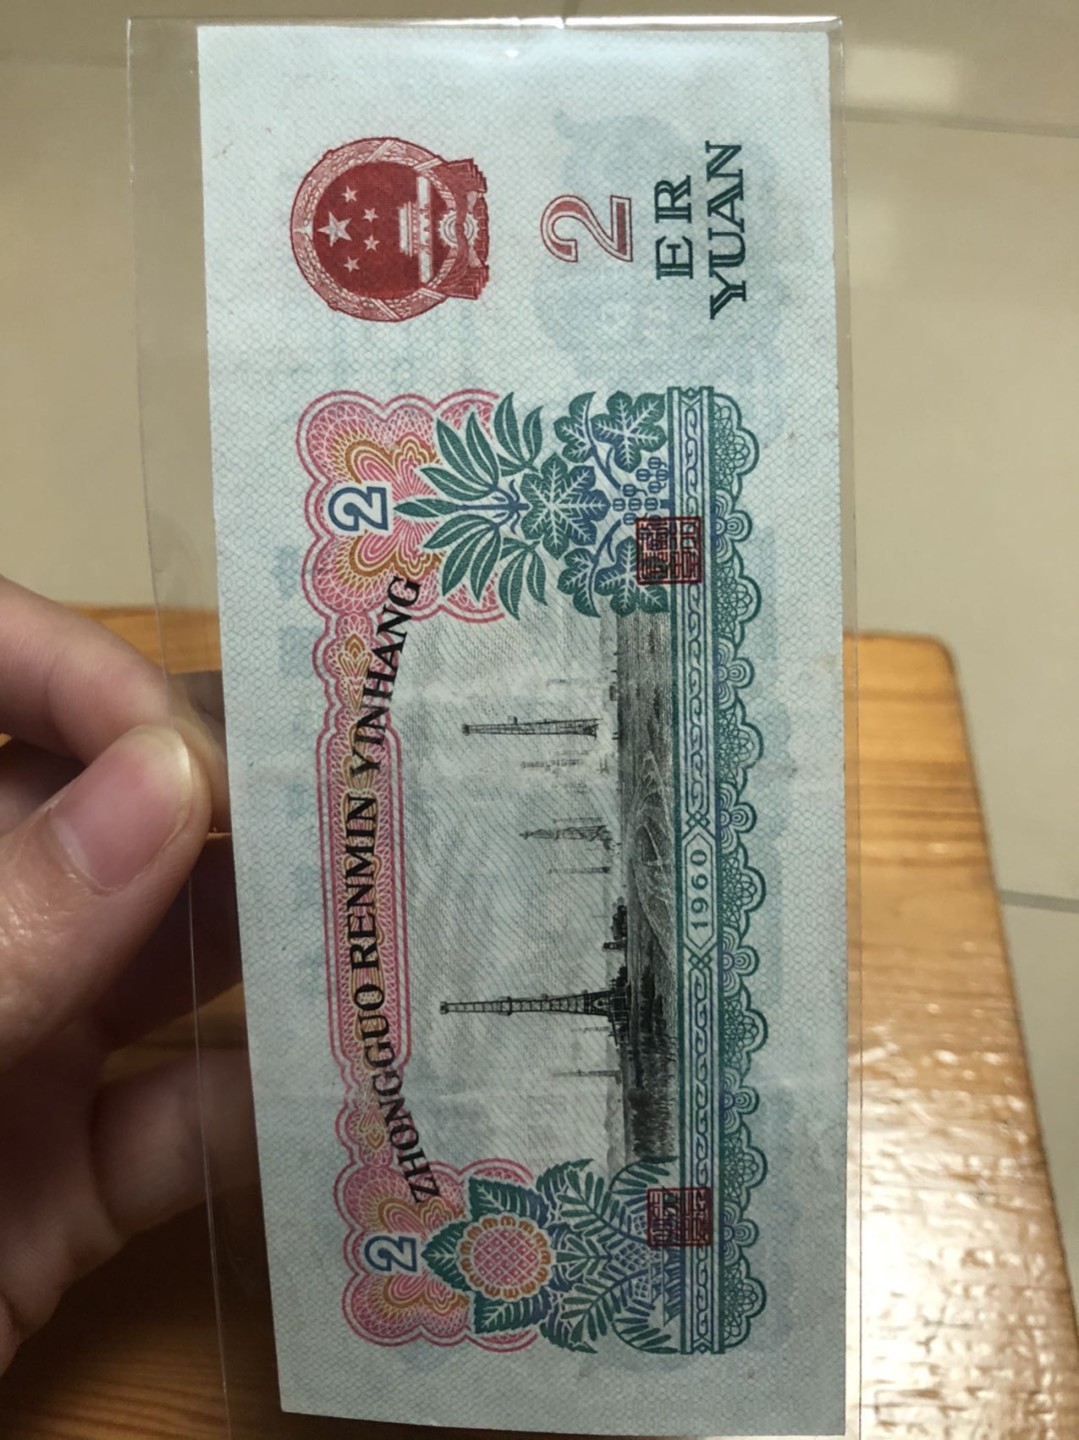 2
ER
YUAN
2
2
ZHONGGUO RENMIN YINHANG
1960